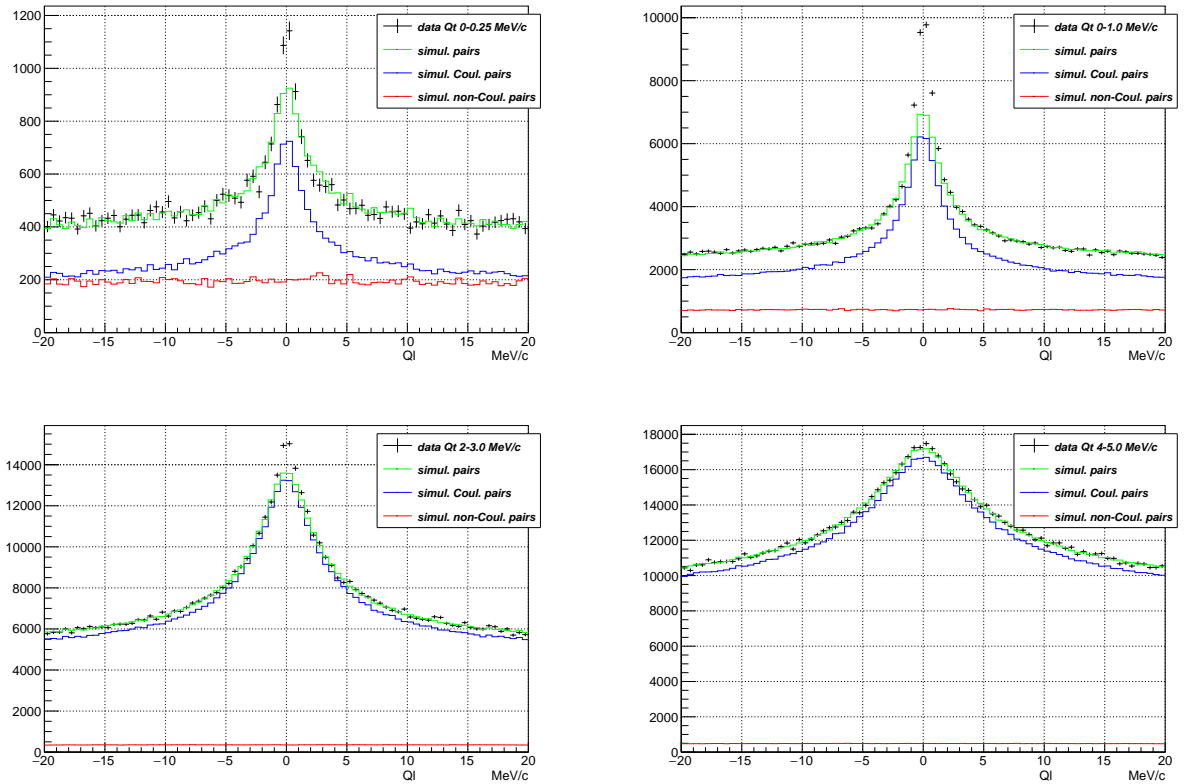 1200
1000
800
600
400
200
0
data Qt 0-0.25 MeV/c
simul. pairs
simul. Coul. pairs
simul. non-Coul. pairs
−20 −15 −10 −5 0 5 10 15 20
Ql MeV/c
10000
8000
6000
4000
2000
0
data Qt 0-1.0 MeV/c
simul. pairs
simul. Coul. pairs
simul. non-Coul. pairs
−20 −15 −10 −5 0 5 10 15 20
Ql MeV/c
14000
12000
10000
8000
6000
4000
2000
0
data Qt 2-3.0 MeV/c
simul. pairs
simul. Coul. pairs
simul. non-Coul. pairs
−20 −15 −10 −5 0 5 10 15 20
Ql MeV/c
18000
16000
14000
12000
10000
8000
6000
4000
2000
0
data Qt 4-5.0 MeV/c
simul. pairs
simul. Coul. pairs
simul. non-Coul. pairs
−20 −15 −10 −5 0 5 10 15 20
Ql MeV/c